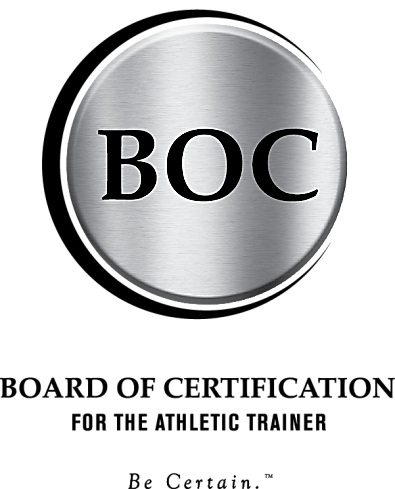 BOC
BOARD OF CERTIFICATION
FOR THE ATHLETIC TRAINER
Be Certain.™